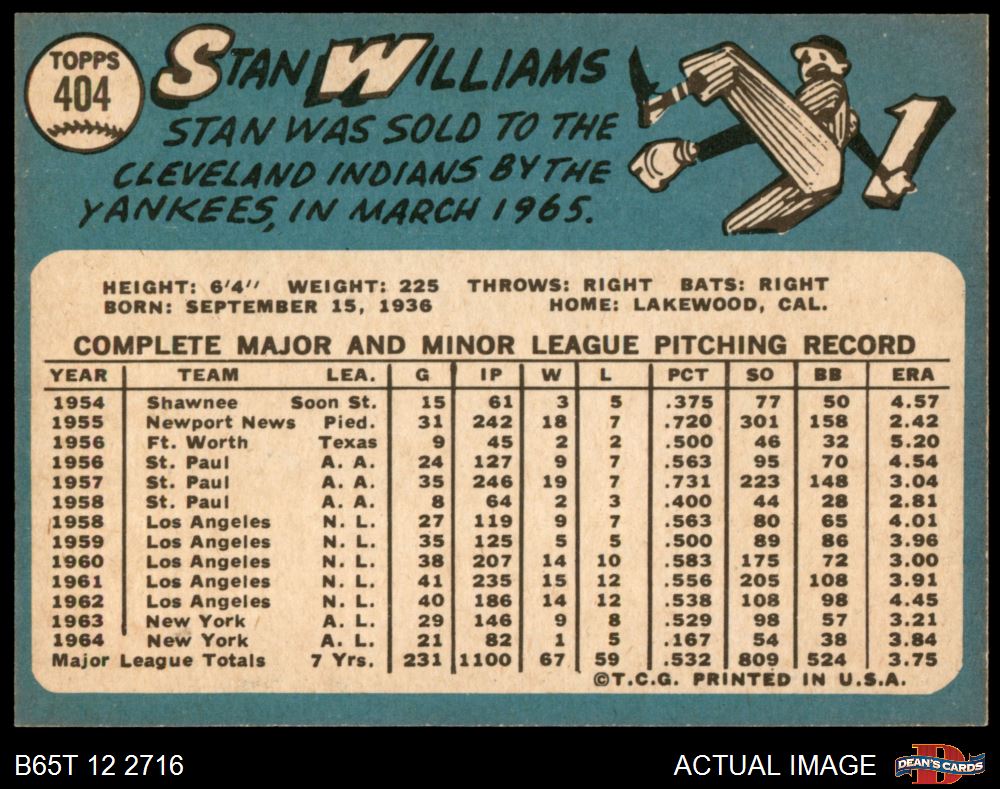 TOPPS
404
STAN WILLIAMS
STAN WAS SOLD TO THE
CLEVELAND INDIANS BY THE
YANKEES, IN MARCH 1965.
1
HEIGHT: 6'4" WEIGHT: 225 THROWS: RIGHT BATS: RIGHT
BORN: SEPTEMBER 15, 1936 HOME: LAKEWOOD, CAL.
COMPLETE MAJOR AND MINOR LEAGUE PITCHING RECORD
YEAR TEAM LEA. G IP W L PCT SO BB ERA
1954 Shawnee Soon St. 15 61 3 5 .375 77 50 4.57
1955 Newport News Pied. 31 242 18 7 .720 301 158 2.42
1956 Ft. Worth Texas 9 45 2 2 .500 46 32 5.20
1956 St. Paul A. A. 24 127 9 7 .563 95 70 4.54
1957 St. Paul A. A. 35 246 19 7 .731 223 148 3.04
1958 St. Paul A. A. 8 64 2 3 .400 44 28 2.81
1958 Los Angeles N. L. 27 119 9 7 .563 80 65 4.01
1959 Los Angeles N. L. 35 125 5 5 .500 89 86 3.96
1960 Los Angeles N. L. 38 207 14 10 .583 175 72 3.00
1961 Los Angeles N. L. 41 235 15 12 .556 205 108 3.91
1962 Los Angeles N. L. 40 186 14 12 .538 108 98 4.45
1963 New York A. L. 29 146 9 8 .529 98 57 3.21
1964 New York A. L. 21 82 1 5 .167 54 38 3.84
Major League Totals 7 Yrs. 231 1100 67 59 .532 809 524 3.75
©T.C.G. PRINTED IN U.S.A.
B65T 12 2716 ACTUAL IMAGE DEAN'S CARDS